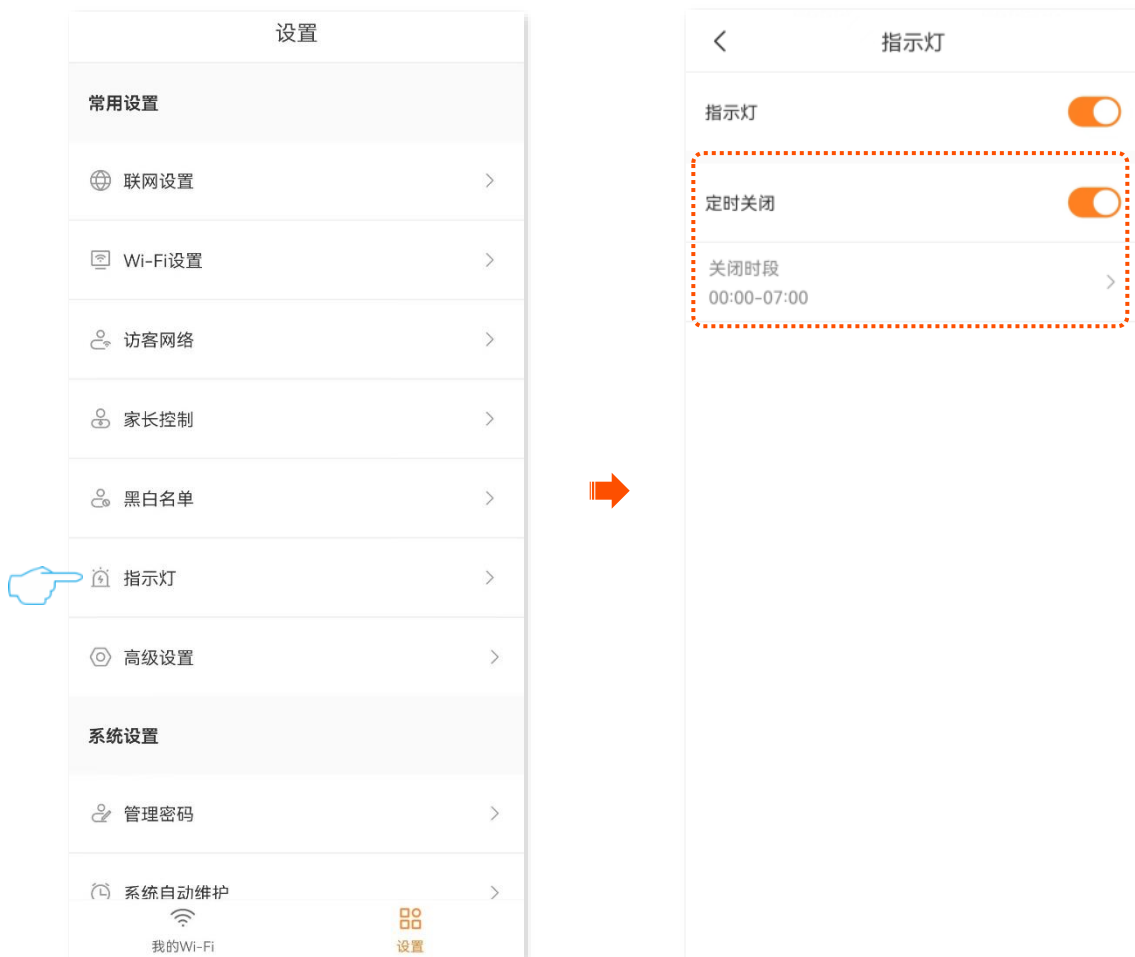 设置
常用设置
联网设置
Wi-Fi设置
访客网络
家长控制
黑白名单
指示灯
高级设置
系统设置
管理密码
系统自动维护
我的Wi-Fi
设置
指示灯
指示灯
定时关闭
关闭时段
00:00-07:00